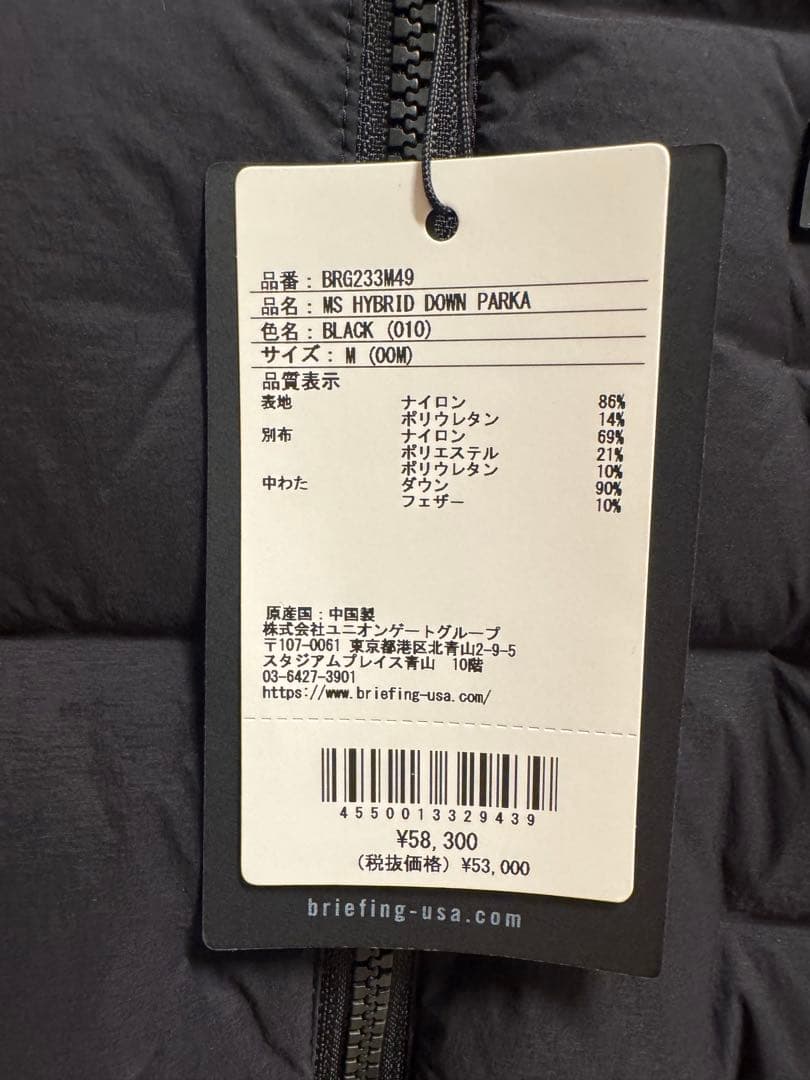 品番：BRG233M49
品名：MS HYBRID DOWN PARKA
色名：BLACK (010)
サイズ：M (00M)
品質表示
表地 ナイロン 86%
ポリウレタン 14%
別布 ナイロン 69%
ポリエステル 21%
ポリウレタン 10%
中わた ダウン 90%
フェザー 10%
原産国：中国製
株式会社ユニオンゲートグループ
〒107-0061 東京都港区北青山2-9-5
スタジアムプレイス青山 10階
03-6427-3901
https://www.briefing-usa.com/
4550013329439
¥58,300
(税抜価格) ¥53,000
briefing-usa.com